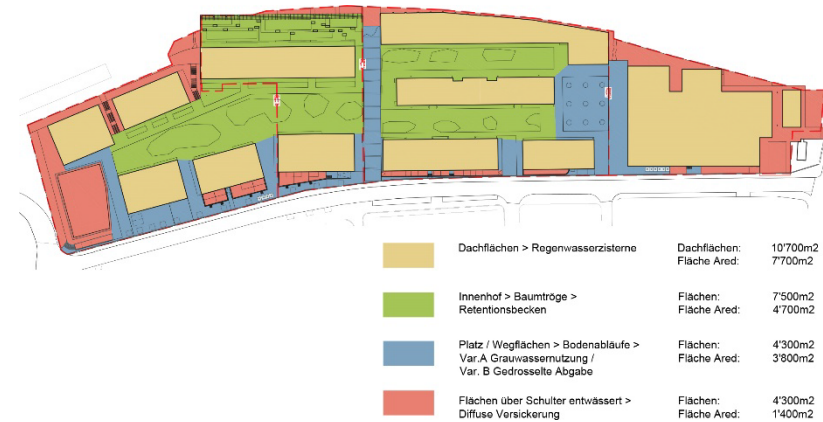 Dachflächen > Regenwasserzisterne Dachflächen: 10'700m2
Fläche Ared: 7'700m2
Innenhof > Baumtröge > Flächen: 7'500m2
Retentionsbecken Fläche Ared: 4'700m2
Platz / Wegflächen > Bodenabläufe > Flächen: 4'300m2
Var.A Grauwassernutzung / Fläche Ared: 3'800m2
Var. B Gedrosselte Abgabe
Flächen über Schulter entwässert > Flächen: 4'300m2
Diffuse Versickerung Fläche Ared: 1'400m2